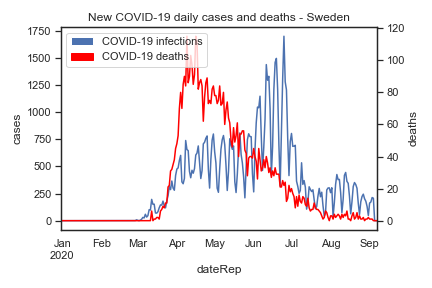 New COVID-19 daily cases and deaths - Sweden
COVID-19 infections
COVID-19 deaths
1750
1500
1250
1000
750
500
250
0
cases
120
100
80
60
40
20
0
deaths
Jan Feb Mar Apr May Jun Jul Aug Sep
2020
dateRep